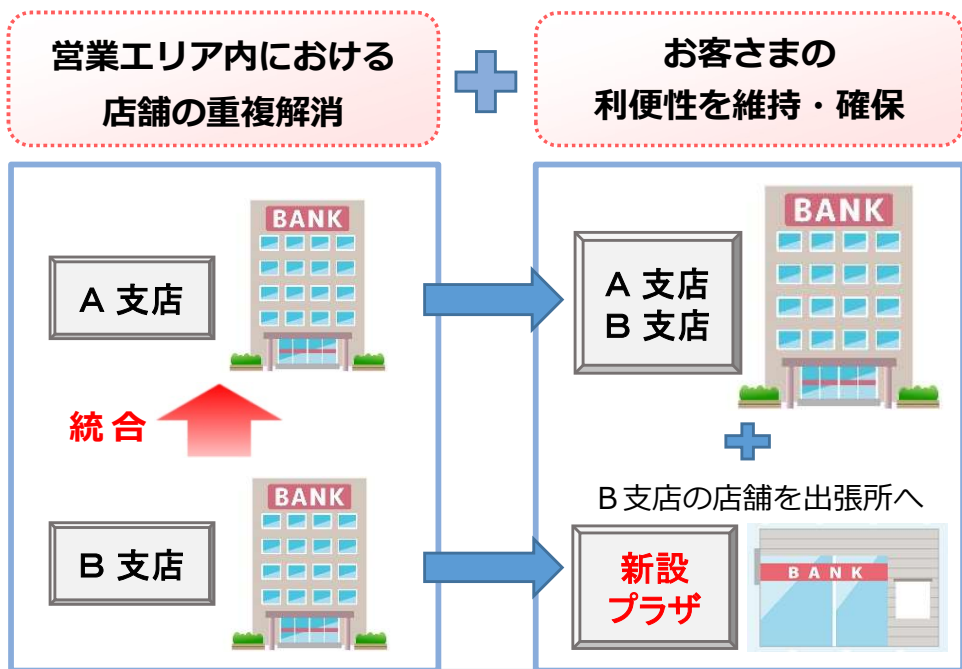 営業エリア内における
店舗の重複解消
お客さまの
利便性を維持・確保
BANK
A 支店
統合
BANK
B 支店
BANK
A 支店
B 支店
B支店の店舗を出張所へ
新設
プラザ
BANK